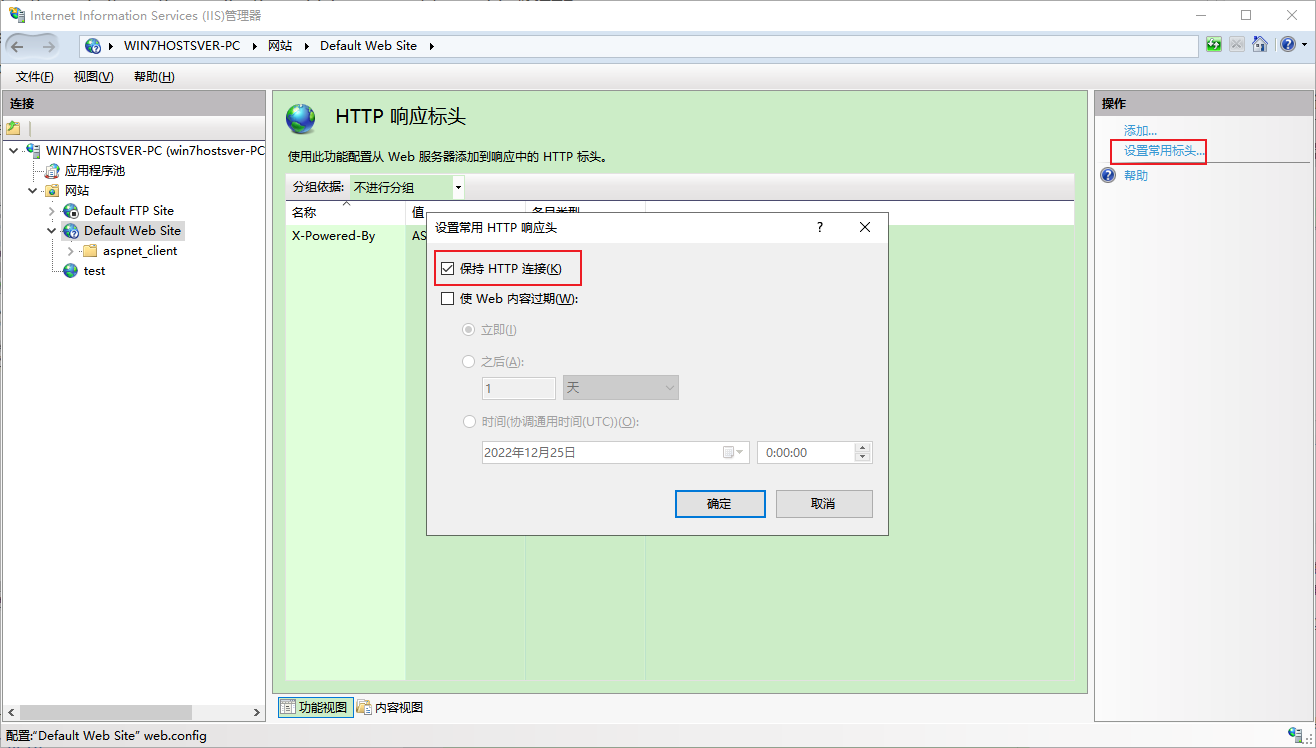 Internet Information Services (IIS)管理器
WIN7HOSTSVER-PC
网站
Default Web Site
文件(F)
视图(V)
帮助(H)
连接
WIN7HOSTSVER-PC (win7hostsver-PC
应用程序池
网站
Default FTP Site
Default Web Site
aspnet_client
test
HTTP 响应标头
使用此功能配置从 Web 服务器添加到响应中的 HTTP 标头。
分组依据: 不进行分组
名称 值 条目类型
X-Powered-By AS
设置常用 HTTP 响应头 ?
保持 HTTP 连接(K)
使 Web 内容过期(W):
立即(I)
之后(A):
1 天
时间(协调通用时间(UTC))(O):
2022年12月25日 0:00:00
确定 取消
功能视图 内容视图
操作
添加...
设置常用标头...
帮助
配置:“Default Web Site” web.config